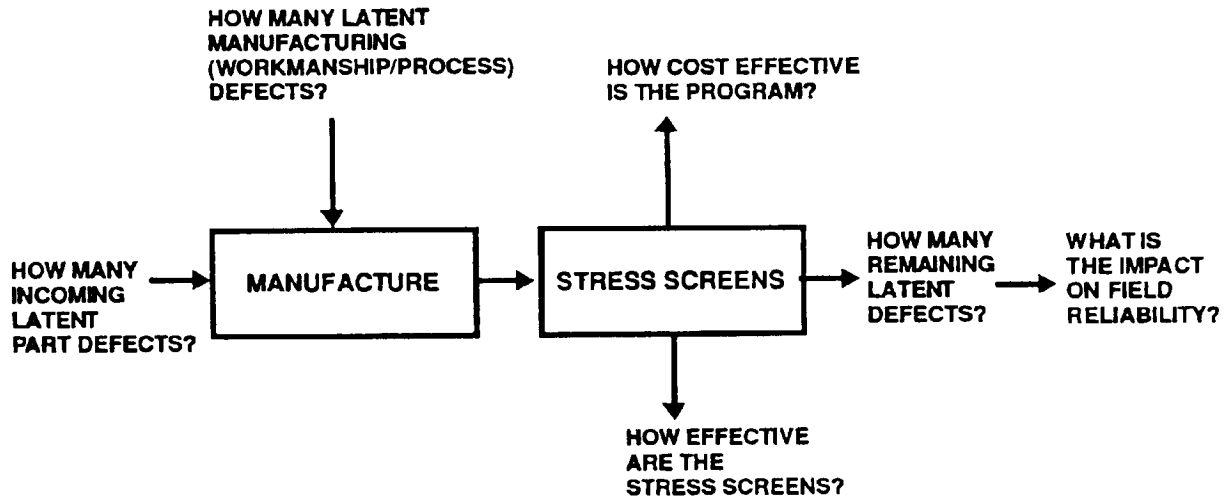 HOW MANY LATENT
MANUFACTURING
(WORKMANSHIP/PROCESS)
DEFECTS?
HOW COST EFFECTIVE
IS THE PROGRAM?
HOW MANY
INCOMING
LATENT
PART DEFECTS?
MANUFACTURE
STRESS SCREENS
HOW MANY
REMAINING
LATENT
DEFECTS?
WHAT IS
THE IMPACT
ON FIELD
RELIABILITY?
HOW EFFECTIVE
ARE THE
STRESS SCREENS?